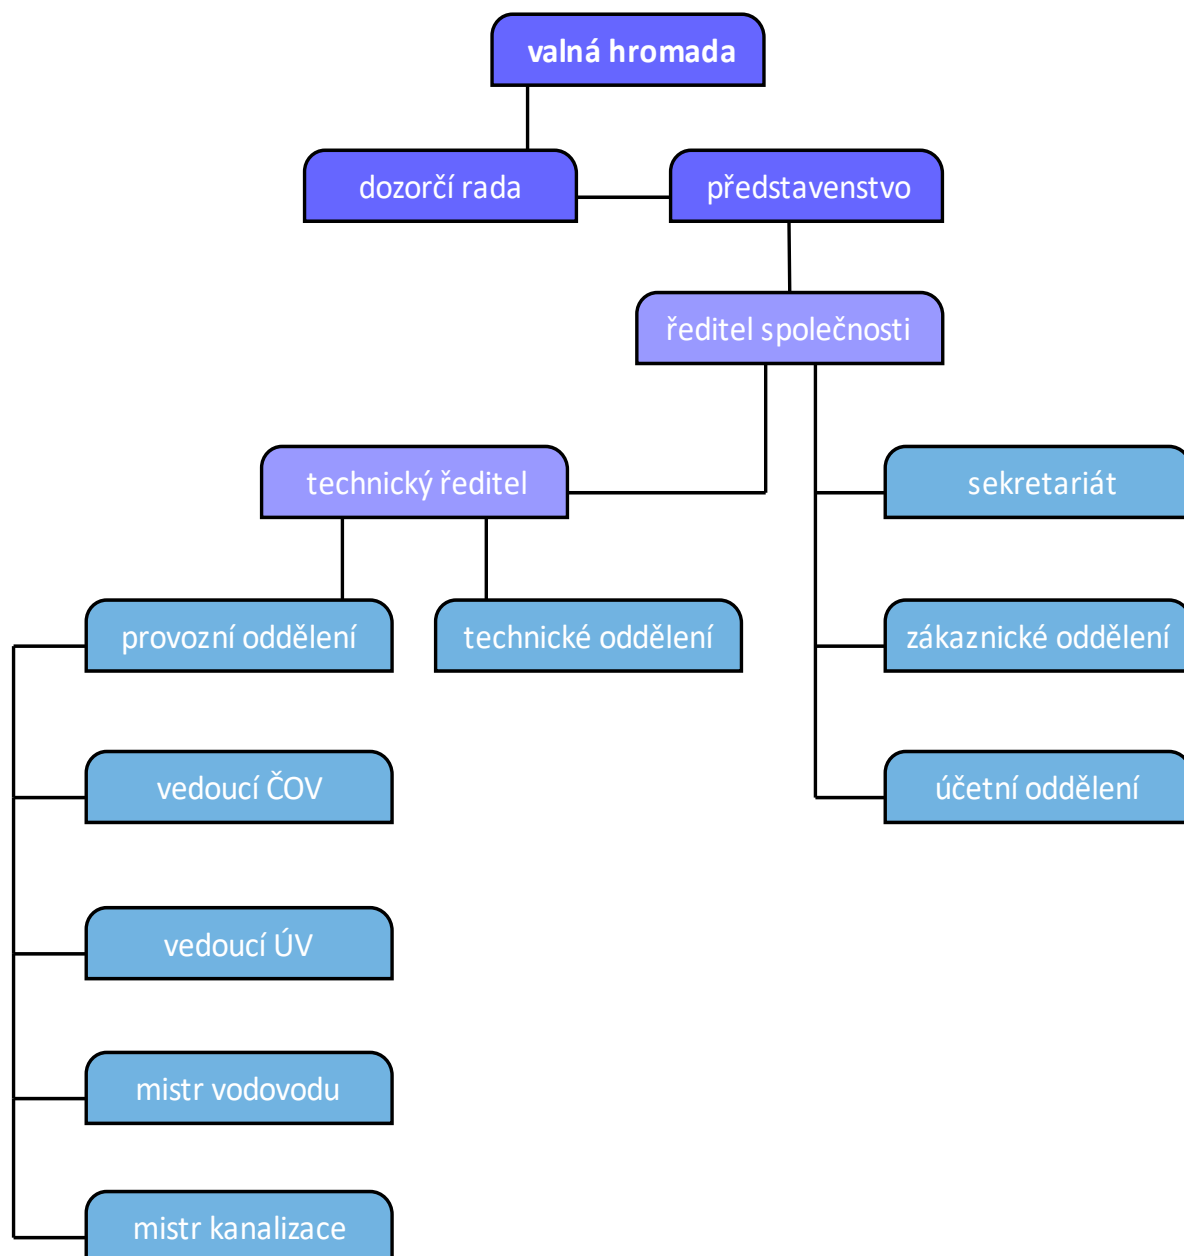 valná hromada
dozorčí rada
představenstvo
ředitel společnosti
technický ředitel
sekretariát
provozní oddělení
technické oddělení
zákaznické oddělení
vedoucí ČOV
účetní oddělení
vedoucí ÚV
mistr vodovodu
mistr kanalizace